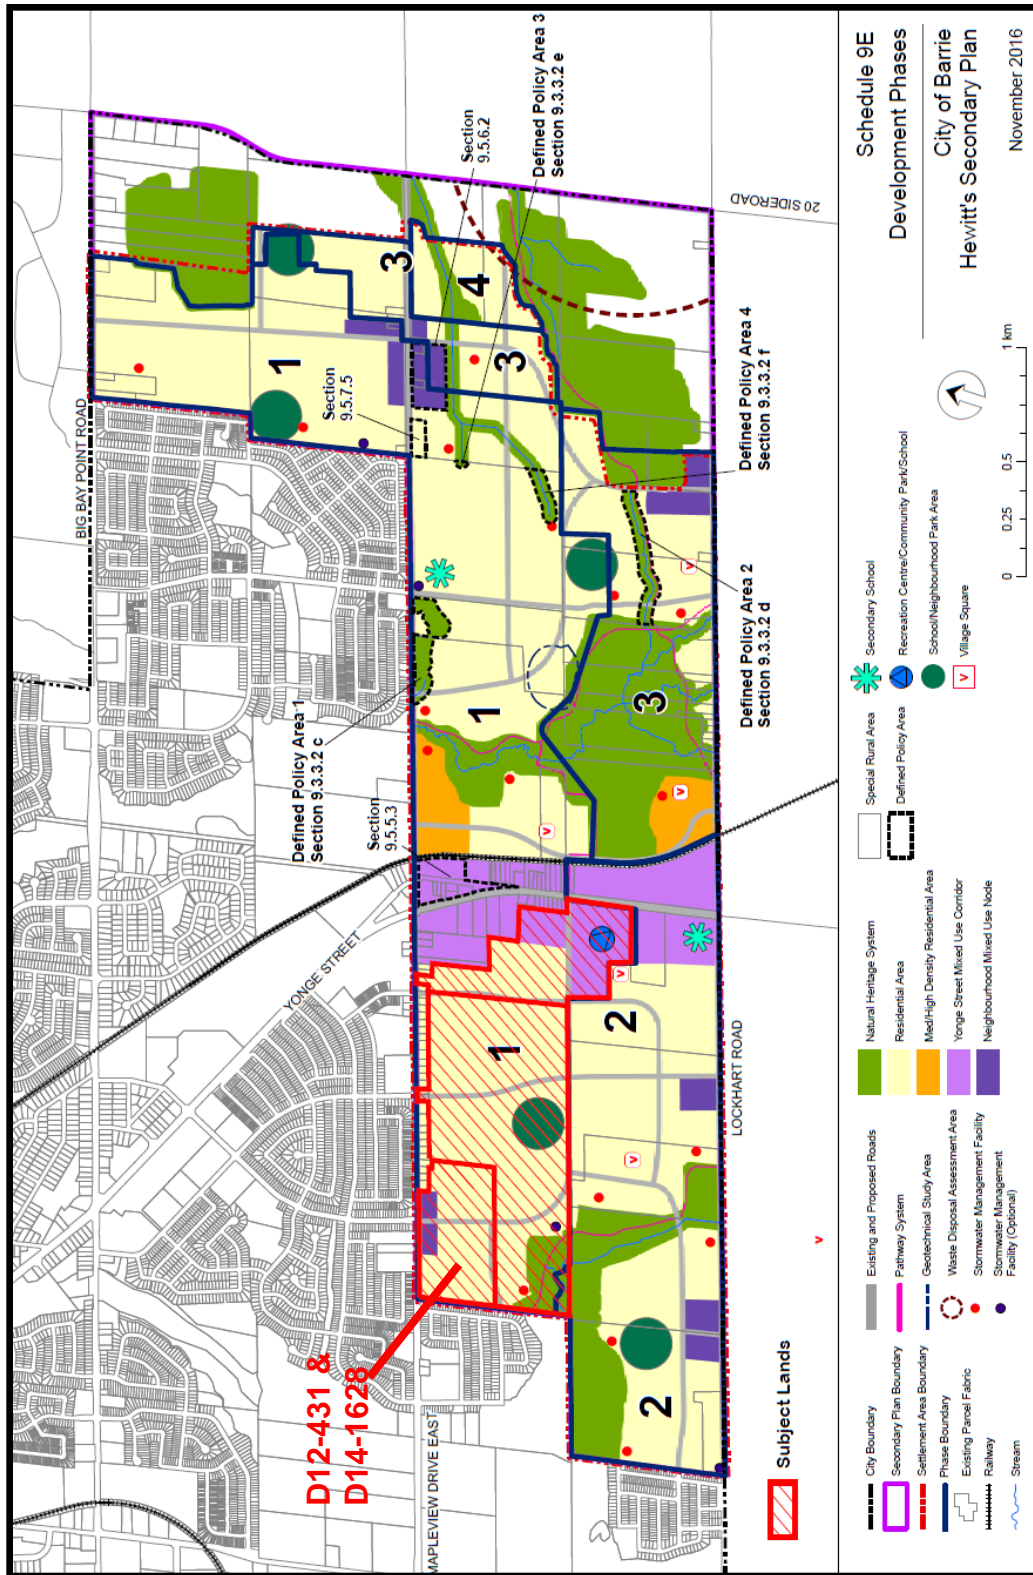 BIG BAY POINT ROAD
YONGE STREET
MAPLEVIEW DRIVE EAST
LOCKHART ROAD
20 SIDEROAD
Defined Policy Area 3
Section 9.3.3.2 e
Section
9.5.6.2
Section
9.5.7.5
Defined Policy Area 4
Section 9.3.3.2 f
Defined Policy Area 2
Section 9.3.3.2 d
Defined Policy Area 1
Section 9.3.3.2 c
Section
9.5.5.3
1
3
4
3
1
3
1
2
2
V
V
V
V
V
V
V
D12-431 &
D14-1628
Subject Lands
City Boundary
Secondary Plan Boundary
Settlement Area Boundary
Phase Boundary
Existing Parcel Fabric
Railway
Stream
Existing and Proposed Roads
Pathway System
Geotechnical Study Area
Waste Disposal Assessment Area
Stormwater Management Facility
Stormwater Management
Facility (Optional)
Natural Heritage System
Residential Area
Med/High Density Residential Area
Yonge Street Mixed Use Corridor
Neighbourhood Mixed Use Node
Special Rural Area
Defined Policy Area
Secondary School
Recreation Centre/Community Park/School
School/Neighbourhood Park Area
V
Village Square
0 0.25 0.5 1 km
Schedule 9E
Development Phases
City of Barrie
Hewitt's Secondary Plan
November 2016